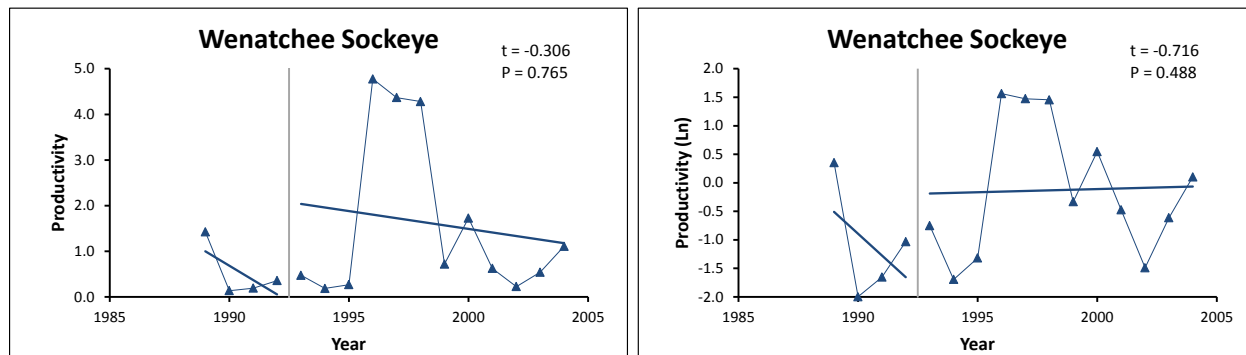 Wenatchee Sockeye
t = -0.306
P = 0.765
5.0
4.0
3.0
2.0
1.0
0.0
Productivity
1985 1990 1995 2000 2005
Year
Wenatchee Sockeye
t = -0.716
P = 0.488
2.0
1.5
1.0
0.5
0.0
-0.5
-1.0
-1.5
-2.0
Productivity (Ln)
1985 1990 1995 2000 2005
Year